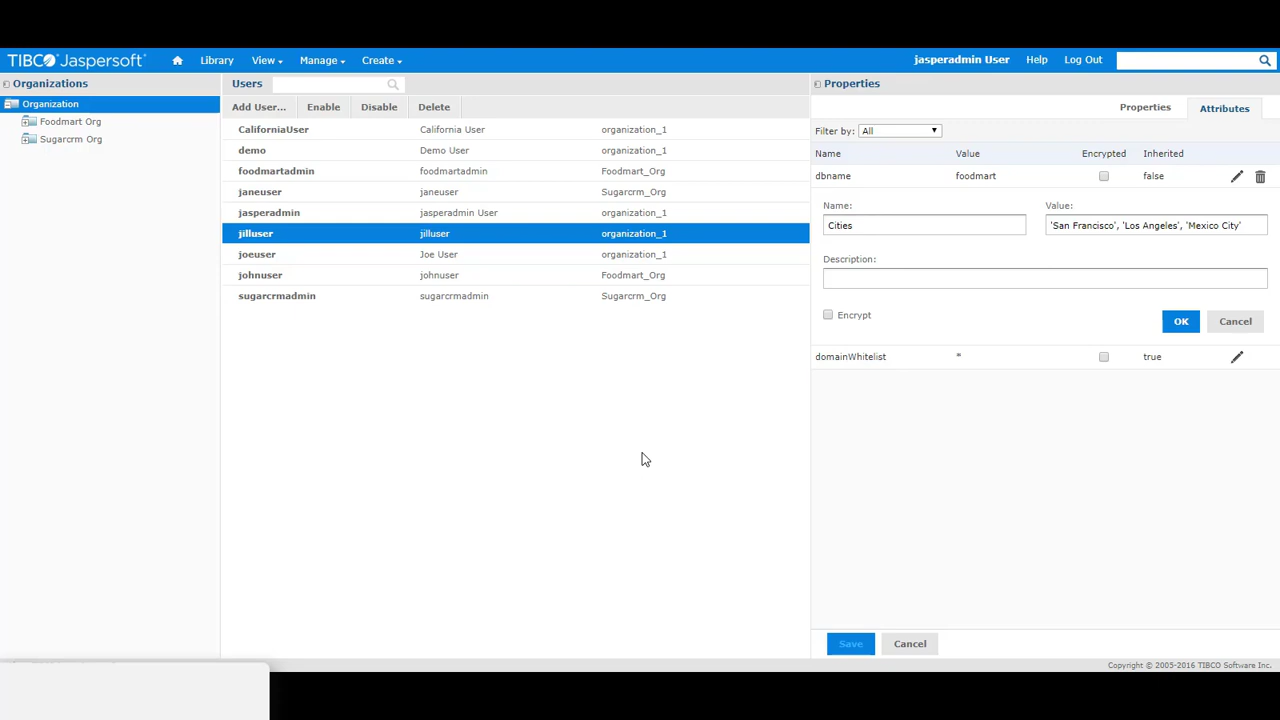 TIBCO Jaspersoft Library View Manage Create jasperadmin User Help Log Out
Organizations
Organization
Foodmart Org
Sugarcrm Org
Users
Add User... Enable Disable Delete
CaliforniaUser California User organization_1
demo Demo User organization_1
foodmartadmin foodmartadmin Foodmart_Org
janeuser janeuser Sugarcrm_Org
jasperadmin jasperadmin User organization_1
jilluser jilluser organization_1
joeuser Joe User organization_1
johnuser johnuser Foodmart_Org
sugarcrmadmin sugarcrmadmin Sugarcrm_Org
Properties
Properties Attributes
Filter by: All
Name Value Encrypted Inherited
dbname foodmart false
Name: Value:
Cities 'San Francisco', 'Los Angeles', 'Mexico City'
Description:
Encrypt OK Cancel
domainWhitelist * true
Save Cancel
Copyright © 2005-2016 TIBCO Software Inc.